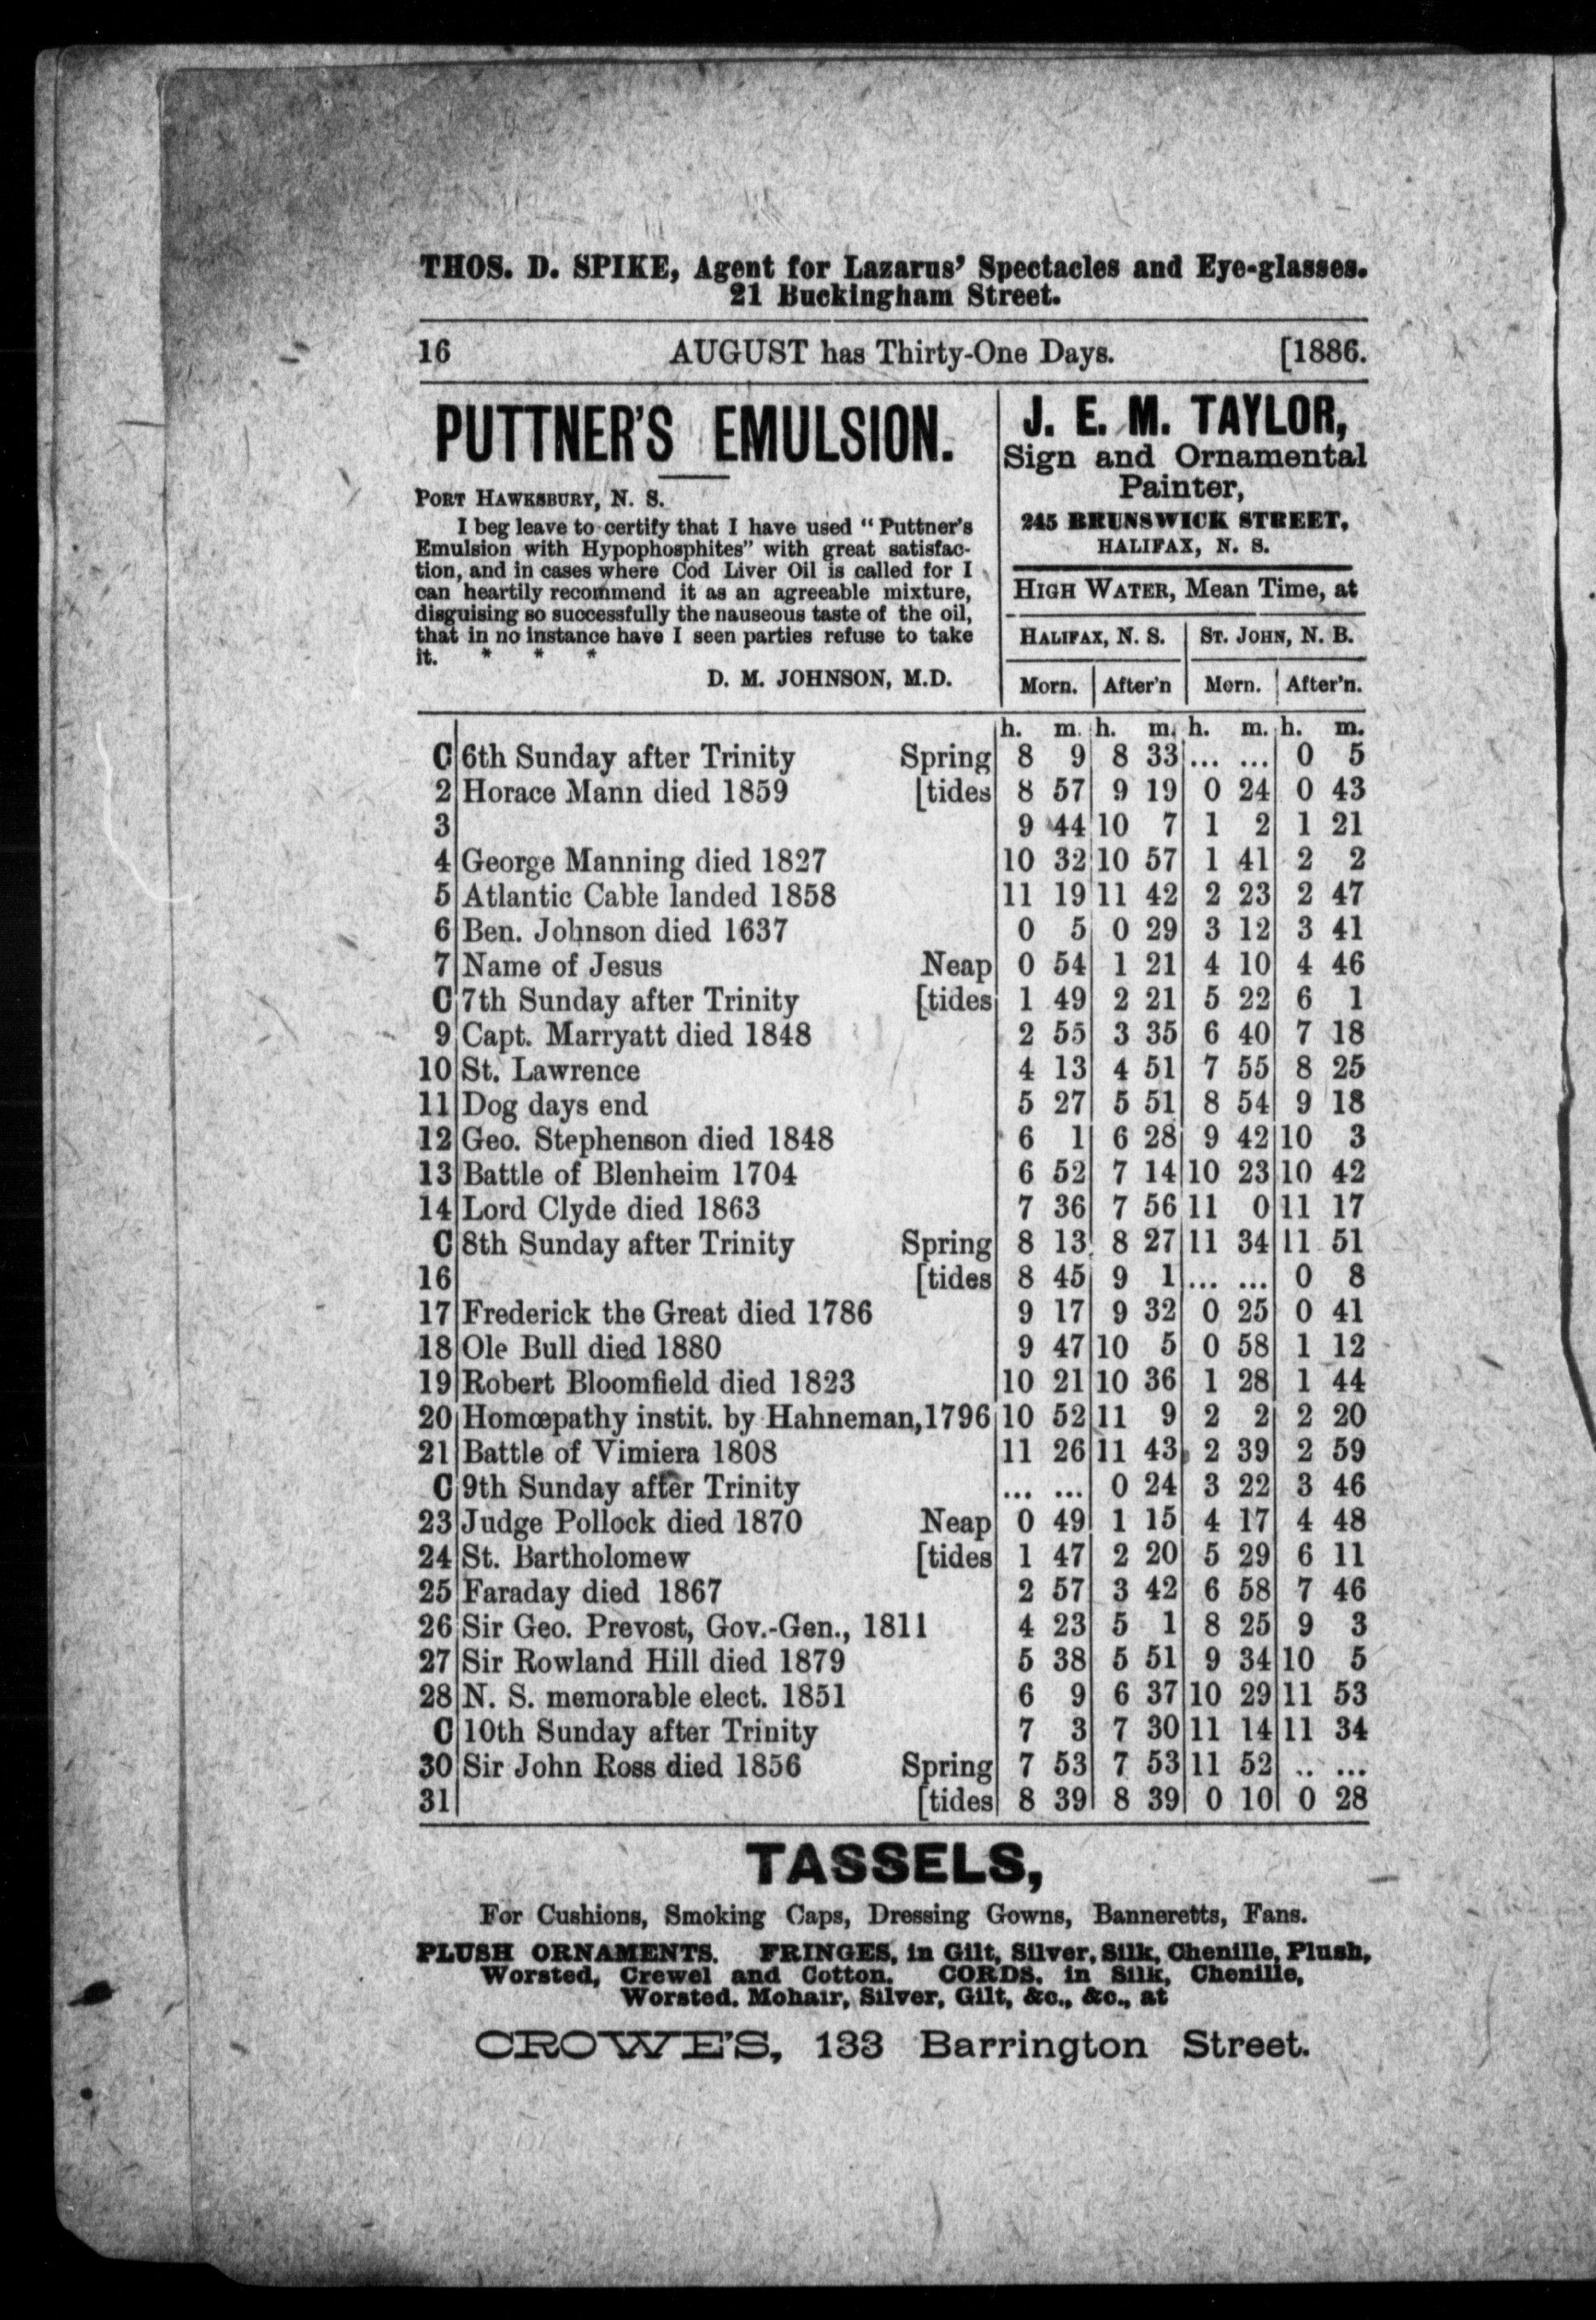 THOS. D. SPIKE, Agent for Lazarus' Spectacles and Eye-glasses.
21 Buckingham Street.
16 AUGUST has Thirty-One Days. [1886.
PUTTNER'S EMULSION.
PORT HAWKSBURY, N. S.
I beg leave to certify that I have used "Puttner's
Emulsion with Hypophosphites" with great satisfac-
tion, and in cases where Cod Liver Oil is called for I
can heartily recommend it as an agreeable mixture,
disguising so successfully the nauseous taste of the oil,
that in no instance have I seen parties refuse to take
it. * * *
D. M. JOHNSON, M.D.
J. E. M. TAYLOR,
Sign and Ornamental
Painter,
245 BRUNSWICK STREET,
HALIFAX, N. S.
HIGH WATER, Mean Time, at
HALIFAX, N. S. ST. JOHN, N. B.
Morn. After'n Morn. After'n.
h. m. h. m. h. m. h. m.
C 6th Sunday after Trinity Spring 8 9 8 33 ... ... 0 5
2 Horace Mann died 1859 [tides 8 57 9 19 0 24 0 43
3 9 44 10 7 1 2 1 21
4 George Manning died 1827 10 32 10 57 1 41 2 2
5 Atlantic Cable landed 1858 11 19 11 42 2 23 2 47
6 Ben. Johnson died 1637 0 5 0 29 3 12 3 41
7 Name of Jesus Neap 0 54 1 21 4 10 4 46
C 7th Sunday after Trinity [tides 1 49 2 21 5 22 6 1
9 Capt. Marryatt died 1848 2 55 3 35 6 40 7 18
10 St. Lawrence 4 13 4 51 7 55 8 25
11 Dog days end 5 27 5 51 8 54 9 18
12 Geo. Stephenson died 1848 6 1 6 28 9 42 10 3
13 Battle of Blenheim 1704 6 52 7 14 10 23 10 42
14 Lord Clyde died 1863 7 36 7 56 11 0 11 17
C 8th Sunday after Trinity Spring 8 13 8 27 11 34 11 51
16 [tides 8 45 9 1 ... ... 0 8
17 Frederick the Great died 1786 9 17 9 32 0 25 0 41
18 Ole Bull died 1880 9 47 10 5 0 58 1 12
19 Robert Bloomfield died 1823 10 21 10 36 1 28 1 44
20 Homœpathy instit. by Hahneman, 1796 10 52 11 9 2 2 2 20
21 Battle of Vimiera 1808 11 26 11 43 2 39 2 59
C 9th Sunday after Trinity ... ... 0 24 3 22 3 46
23 Judge Pollock died 1870 Neap 0 49 1 15 4 17 4 48
24 St. Bartholomew [tides 1 47 2 20 5 29 6 11
25 Faraday died 1867 2 57 3 42 6 58 7 46
26 Sir Geo. Prevost, Gov.-Gen., 1811 4 23 5 1 8 25 9 3
27 Sir Rowland Hill died 1879 5 38 5 51 9 34 10 5
28 N. S. memorable elect. 1851 6 9 6 37 10 29 11 53
C 10th Sunday after Trinity 7 3 7 30 11 14 11 34
30 Sir John Ross died 1856 Spring 7 53 7 53 11 52 .. ...
31 [tides 8 39 8 39 0 10 0 28
TASSELS,
For Cushions, Smoking Caps, Dressing Gowns, Banneretts, Fans.
PLUSH ORNAMENTS. FRINGES, in Gilt, Silver, Silk, Chenille, Plush,
Worsted, Crewel and Cotton. CORDS. in Silk, Chenille,
Worsted. Mohair, Silver, Gilt, &c., &c., at
CROWE'S, 133 Barrington Street.